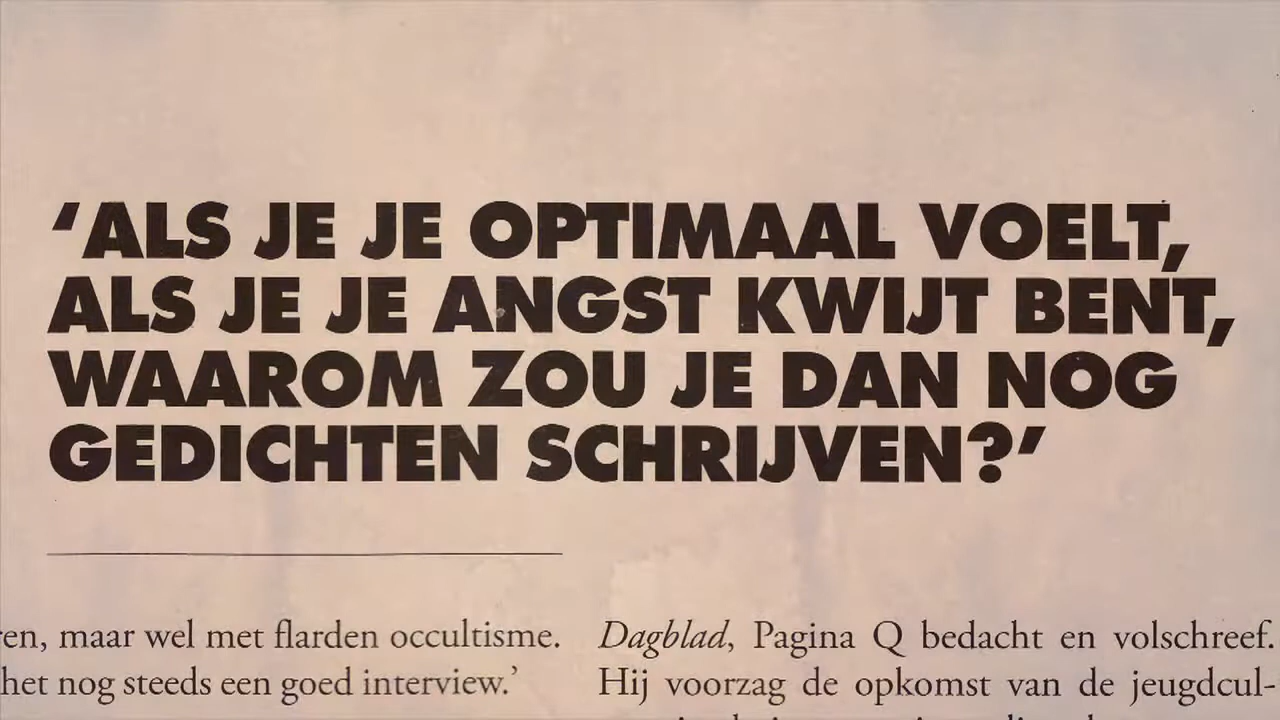 ‘ALS JE JE OPTIMAAL VOELT,
ALS JE JE ANGST KWIJT BENT,
WAAROM ZOU JE DAN NOG
GEDICHTEN SCHRIJVEN?’
ren, maar wel met flarden occultisme.
het nog steeds een goed interview.’
Dagblad, Pagina Q bedacht en volschreef.
Hij voorzag de opkomst van de jeugdcul-